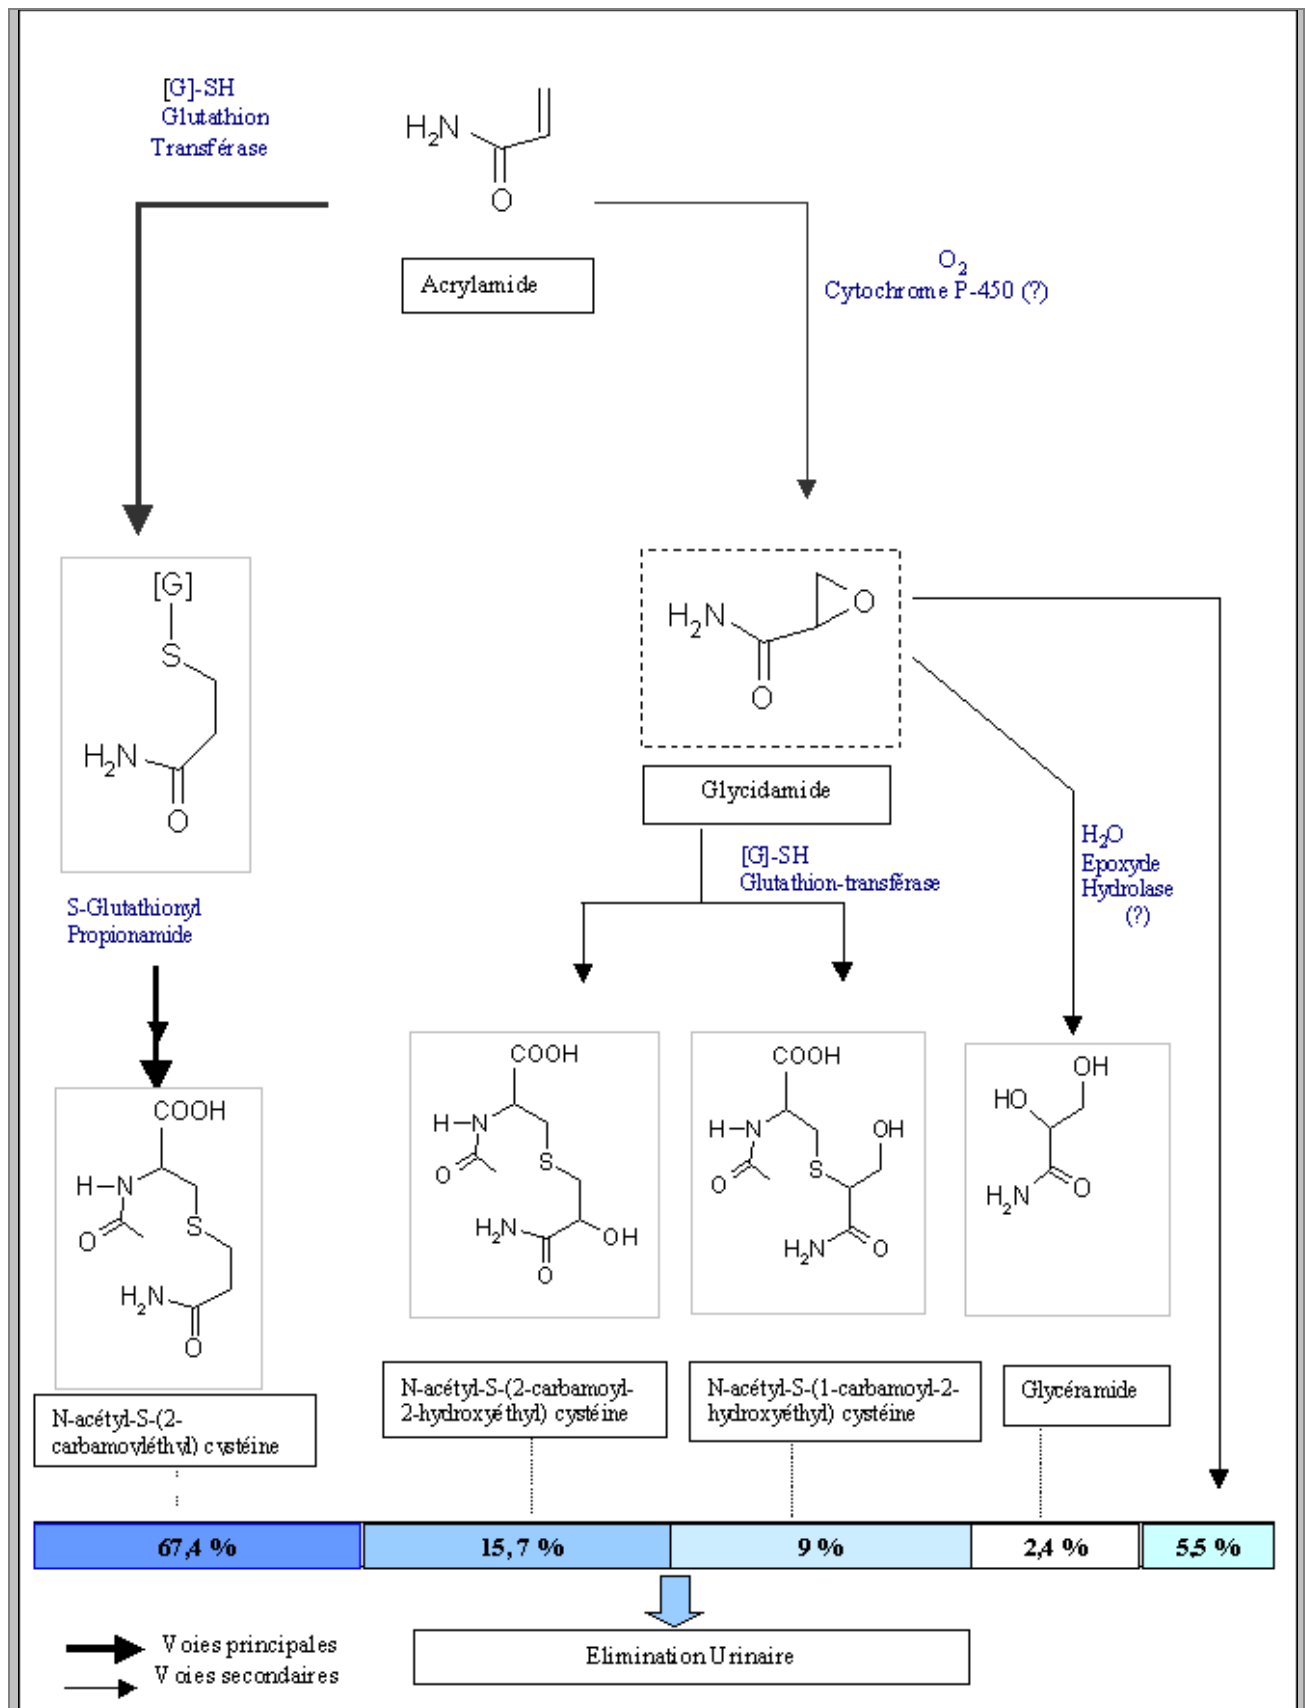 [G]-SH
Glutathion
Transférase
H₂N
O
Acrylamide
O₂
Cytochrome P-450 (?)
[G]
S
H₂N
O
S-Glutathionyl
Propionamide
H₂N
O
O
Glycidamide
[G]-SH
Glutathion-transférase
H₂O
Epoxyde
Hydrolase
(?)
COOH
H-N
O
S
H₂N
O
COOH
H-N
O
S
H₂N
OH
O
COOH
H-N
OH
O
S
H₂N
O
OH
HO
H₂N
O
N-acétyl-S-(2-
carbamoyléthyl) cystéine
N-acétyl-S-(2-carbamoyl-
2-hydroxyéthyl) cystéine
N-acétyl-S-(1-carbamoyl-2-
hydroxyéthyl) cystéine
Glycéramide
67,4 % 15,7 % 9 % 2,4 % 5,5 %
Voies principales
Voies secondaires
Elimination Urinaire